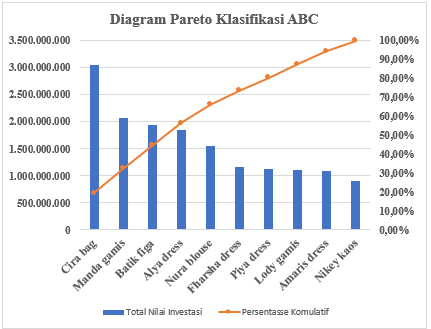 Diagram Pareto Klasifikasi ABC
3.500.000.000
3.000.000.000
2.500.000.000
2.000.000.000
1.500.000.000
1.000.000.000
500.000.000
0
100,00%
90,00%
80,00%
70,00%
60,00%
50,00%
40,00%
30,00%
20,00%
10,00%
0,00%
Cira bag
Manda gamis
Batik figa
Alya dress
Nura blouse
Fharsha dress
Piya dress
Lody gamis
Amaris dress
Nikey kaos
Total Nilai Investasi
Persentasse Komulatif